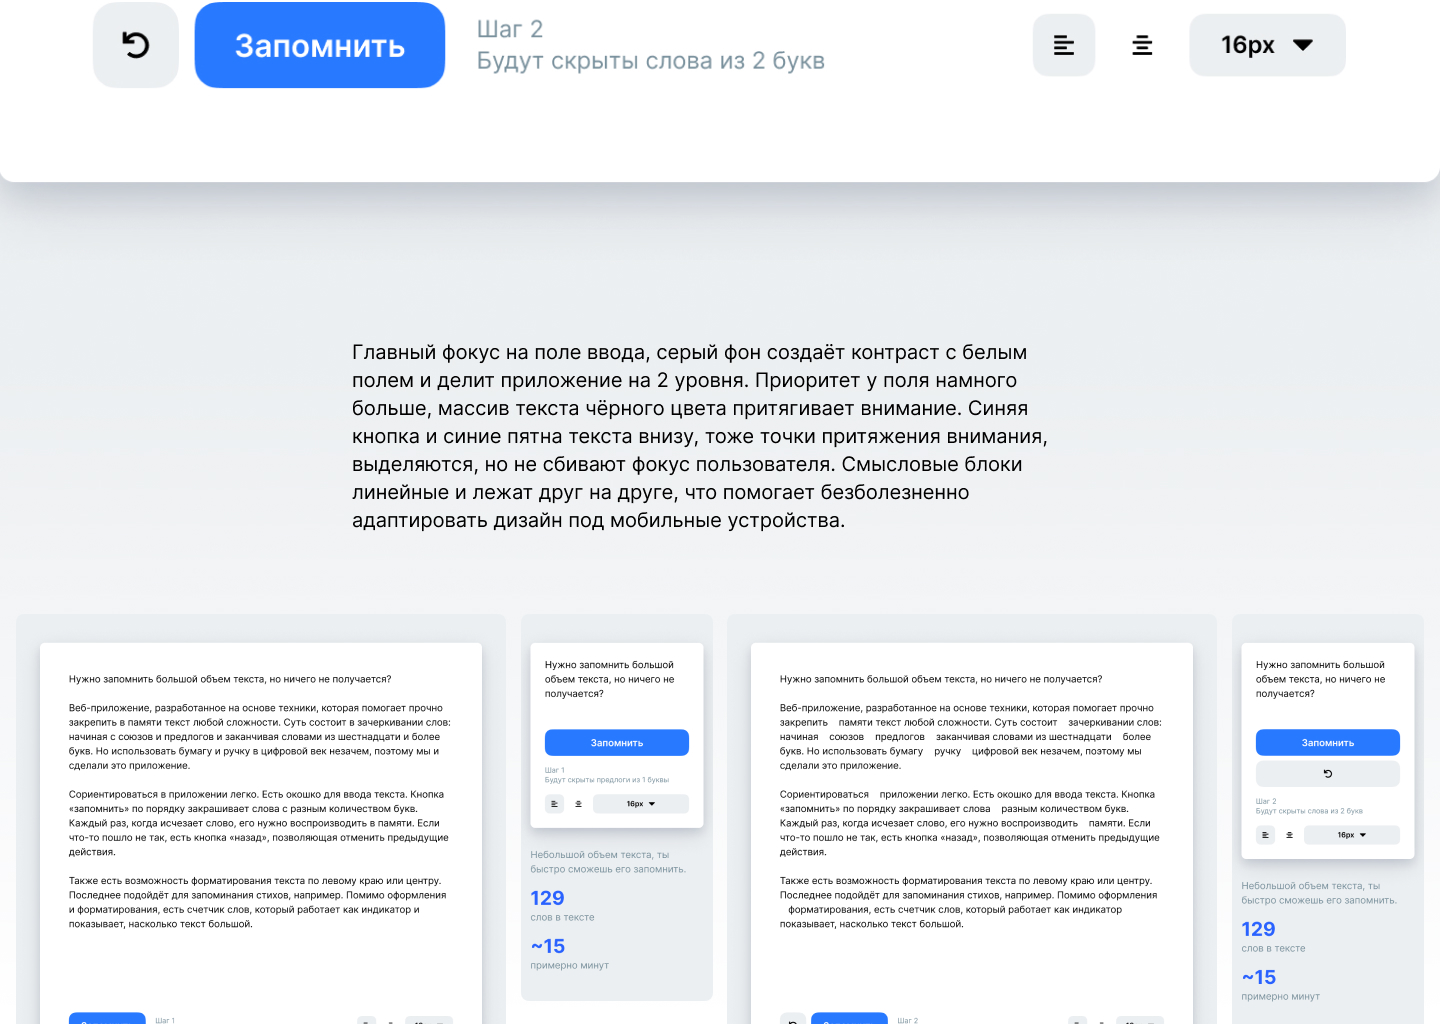 Запомнить
Шаг 2
Будут скрыты слова из 2 букв
16px
Главный фокус на поле ввода, серый фон создаёт контраст с белым
полем и делит приложение на 2 уровня. Приоритет у поля намного
больше, массив текста чёрного цвета притягивает внимание. Синяя
кнопка и синие пятна текста внизу, тоже точки притяжения внимания,
выделяются, но не сбивают фокус пользователя. Смысловые блоки
линейные и лежат друг на друге, что помогает безболезненно
адаптировать дизайн под мобильные устройства.
Нужно запомнить большой объем текста, но ничего не получается?
Веб-приложение, разработанное на основе техники, которая помогает прочно
закрепить в памяти текст любой сложности. Суть состоит в зачеркивании слов:
начиная с союзов и предлогов и заканчивая словами из шестнадцати и более
букв. Но использовать бумагу и ручку в цифровой век незачем, поэтому мы и
сделали это приложение.
Сориентироваться в приложении легко. Есть окошко для ввода текста. Кнопка
«запомнить» по порядку закрашивает слова с разным количеством букв.
Каждый раз, когда исчезает слово, его нужно воспроизводить в памяти. Если
что-то пошло не так, есть кнопка «назад», позволяющая отменить предыдущие
действия.
Также есть возможность форматирования текста по левому краю или центру.
Последнее подойдёт для запоминания стихов, например. Помимо оформления
и форматирования, есть счетчик слов, который работает как индикатор и
показывает, насколько текст большой.
Шаг 1
Нужно запомнить большой
объем текста, но ничего не
получается?
Запомнить
Шаг 1
Будут скрыты предлоги из 1 буквы
16px
Небольшой объем текста, ты
быстро сможешь его запомнить.
129
слов в тексте
~15
примерно минут
Нужно запомнить большой объем текста, но ничего не получается?
Веб-приложение, разработанное на основе техники, которая помогает прочно
закрепить памяти текст любой сложности. Суть состоит зачеркивании слов:
начиная союзов предлогов заканчивая словами из шестнадцати более
букв. Но использовать бумагу ручку цифровой век незачем, поэтому мы
сделали это приложение.
Сориентироваться приложении легко. Есть окошко для ввода текста. Кнопка
«запомнить» по порядку закрашивает слова разным количеством букв.
Каждый раз, когда исчезает слово, его нужно воспроизводить памяти. Если
что-то пошло не так, есть кнопка «назад», позволяющая отменить предыдущие
действия.
Также есть возможность форматирования текста по левому краю или центру.
Последнее подойдёт для запоминания стихов, например. Помимо оформления
форматирования, есть счетчик слов, который работает как индикатор
показывает, насколько текст большой.
Шаг 2
Нужно запомнить большой
объем текста, но ничего не
получается?
Запомнить
Шаг 2
Будут скрыты слова из 2 букв
16px
Небольшой объем текста, ты
быстро сможешь его запомнить.
129
слов в тексте
~15
примерно минут